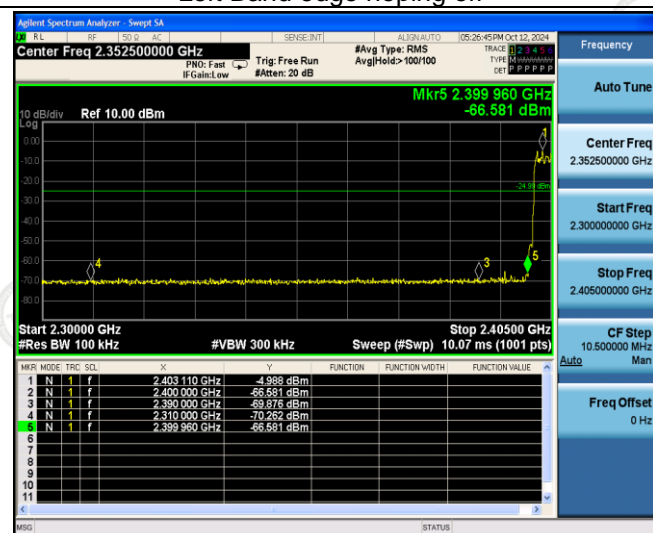 Left Band edge hoping off
Agilent Spectrum Analyzer - Swept SA
RL RF 50 Ω AC SENSE:INT ALIGN AUTO 05:26:45 PM Oct 12, 2024
Center Freq 2.352500000 GHz
PNO: Fast
IFGain:Low
Trig: Free Run
#Atten: 20 dB
#Avg Type: RMS
Avg|Hold:> 100/100
TRACE 1 2 3 4 5 6
TYPE M
DET P P P P P P
Mkr5 2.399 960 GHz
-66.581 dBm
10 dB/div Ref 10.00 dBm
Log
1
0.00
-10.0
-20.0
-24.99 dBm
-30.0
-40.0
-50.0
5
4
3
-60.0
-70.0
-80.0
Start 2.30000 GHz Stop 2.40500 GHz
#Res BW 100 kHz #VBW 300 kHz Sweep (#Swp) 10.07 ms (1001 pts)
MKR MODE TRC SCL X Y FUNCTION FUNCTION WIDTH FUNCTION VALUE
1 N 1 f 2.403 110 GHz -4.988 dBm
2 N 1 f 2.400 000 GHz -66.581 dBm
3 N 1 f 2.390 000 GHz -69.876 dBm
4 N 1 f 2.310 000 GHz -70.262 dBm
5 N 1 f 2.399 960 GHz -66.581 dBm
6
7
8
9
10
11
MSG STATUS
Frequency
Auto Tune
Center Freq
2.352500000 GHz
Start Freq
2.300000000 GHz
Stop Freq
2.405000000 GHz
CF Step
10.500000 MHz
Auto Man
Freq Offset
0 Hz